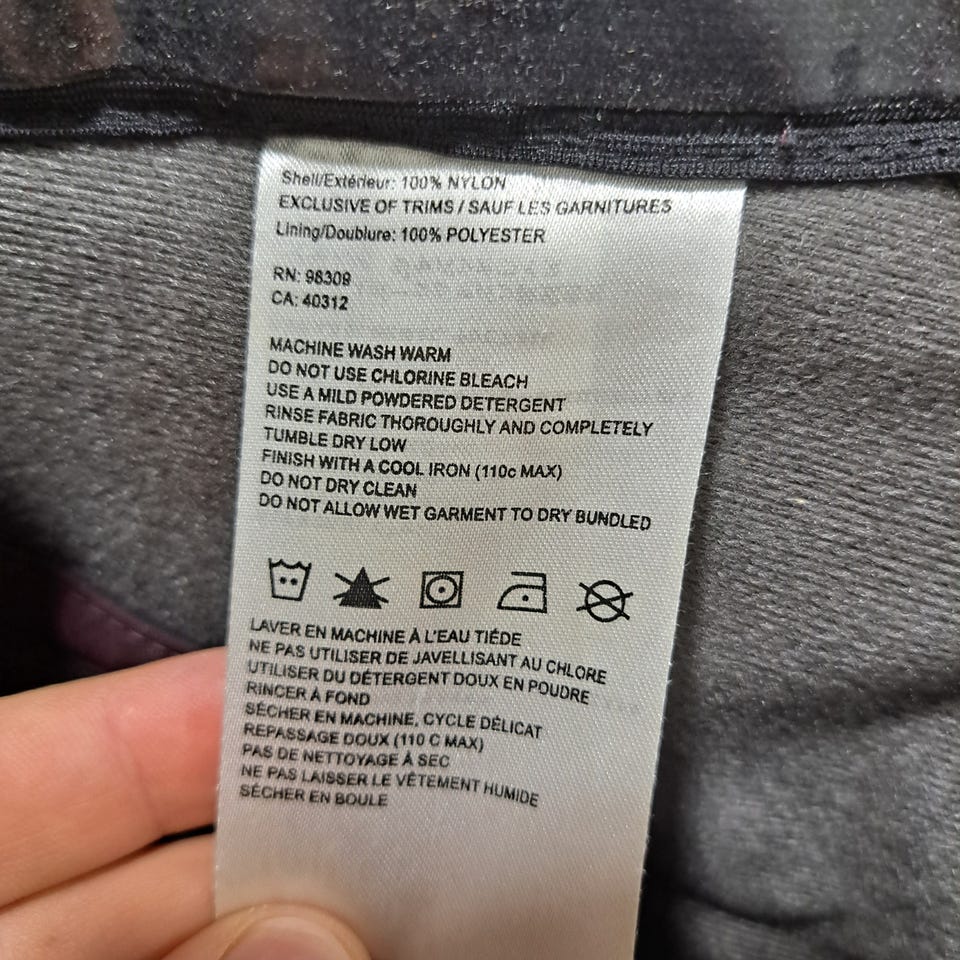 Shell/Extérieur: 100% NYLON
EXCLUSIVE OF TRIMS / SAUF LES GARNITURES
Lining/Doublure: 100% POLYESTER
RN: 98309
CA: 40312
MACHINE WASH WARM
DO NOT USE CHLORINE BLEACH
USE A MILD POWDERED DETERGENT
RINSE FABRIC THOROUGHLY AND COMPLETELY
TUMBLE DRY LOW
FINISH WITH A COOL IRON (110c MAX)
DO NOT DRY CLEAN
DO NOT ALLOW WET GARMENT TO DRY BUNDLED
LAVER EN MACHINE À L'EAU TIÉDE
NE PAS UTILISER DE JAVELLISANT AU CHLORE
UTILISER DU DÉTERGENT DOUX EN POUDRE
RINCER À FOND
SÉCHER EN MACHINE, CYCLE DÉLICAT
REPASSAGE DOUX (110 C MAX)
PAS DE NETTOYAGE À SEC
NE PAS LAISSER LE VÊTEMENT HUMIDE
SÉCHER EN BOULE